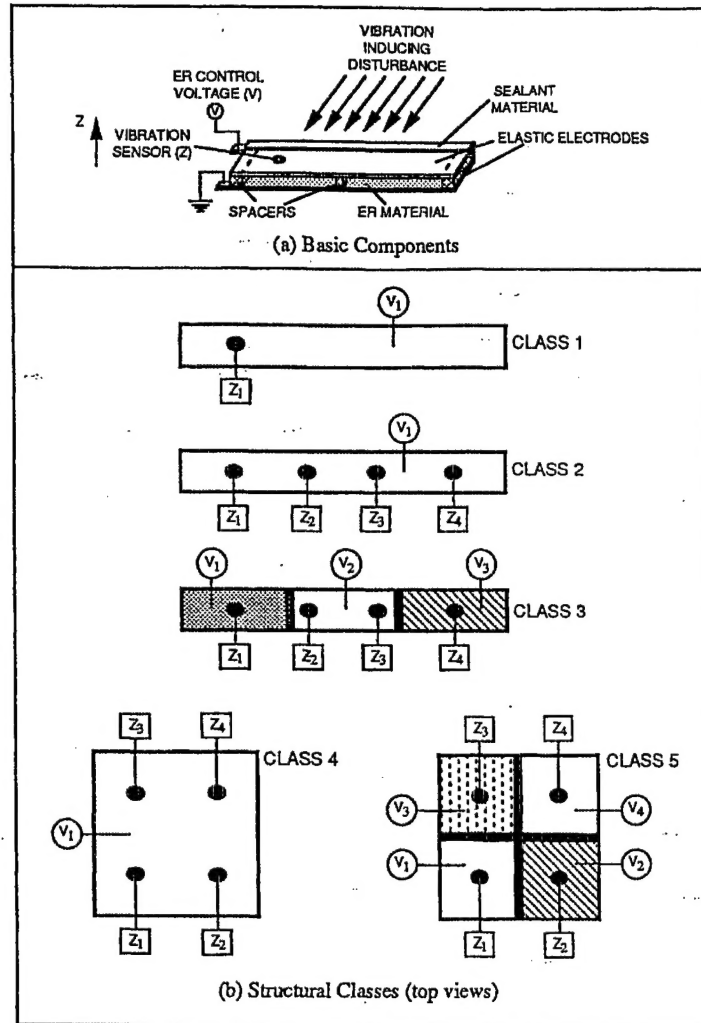 VIBRATION
INDUCING
DISTURBANCE
ER CONTROL
VOLTAGE (V)
V
SEALANT
MATERIAL
Z
VIBRATION
SENSOR (Z)
ELASTIC ELECTRODES
SPACERS
ER MATERIAL
(a) Basic Components
V1
CLASS 1
Z1
V1
CLASS 2
Z1 Z2 Z3 Z4
V1 V2 V3
CLASS 3
Z1 Z2 Z3 Z4
Z3 Z4
CLASS 4
V1
Z1 Z2
Z3 Z4
CLASS 5
V3 V4
V1 V2
Z1 Z2
(b) Structural Classes (top views)